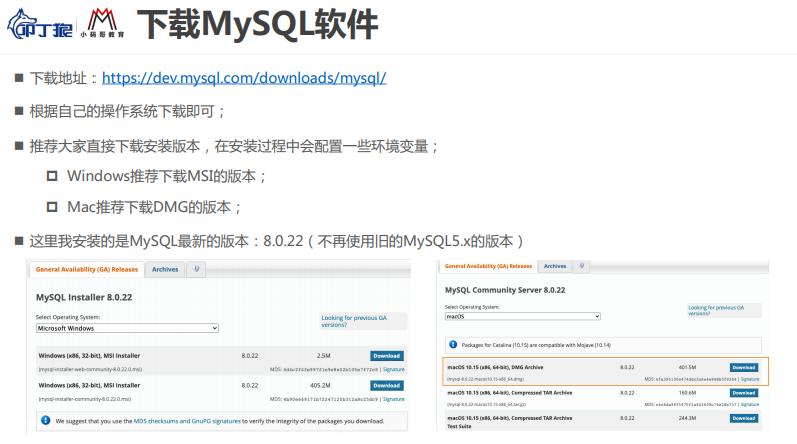 叩丁狼
小码哥教育
下载MySQL软件
■ 下载地址：https://dev.mysql.com/downloads/mysql/
■ 根据自己的操作系统下载即可；
■ 推荐大家直接下载安装版本，在安装过程中会配置一些环境变量；
Windows推荐下载MSI的版本；
Mac推荐下载DMG的版本；
■ 这里我安装的是MySQL最新的版本：8.0.22（不再使用旧的MySQL5.x的版本）
General Availability (GA) Releases Archives
MySQL Installer 8.0.22
Select Operating System:
Looking for previous GA
versions?
Microsoft Windows
Windows (x86, 32-bit), MSI Installer 8.0.22 2.5M Download
(mysql-installer-web-community-8.0.22.0.msi) MD5: | Signature
Windows (x86, 32-bit), MSI Installer 8.0.22 405.2M Download
(mysql-installer-community-8.0.22.0.msi) MD5: | Signature
We suggest that you use the MD5 checksums and GnuPG signatures to verify the integrity of the packages you download.
General Availability (GA) Releases Archives
MySQL Community Server 8.0.22
Select Operating System:
Looking for previous GA
versions?
macOS
Packages for Catalina (10.15) are compatible with Mojave (10.14)
macOS 10.15 (x86, 64-bit), DMG Archive 8.0.22 401.5M Download
(mysql-8.0.22-macos10.15-x86_64.dmg) MD5: | Signature
macOS 10.15 (x86, 64-bit), Compressed TAR Archive 8.0.22 160.6M Download
(mysql-8.0.22-macos10.15-x86_64.tar.gz) MD5: | Signature
macOS 10.15 (x86, 64-bit), Compressed TAR Archive 8.0.22 244.3M Download
Test Suite